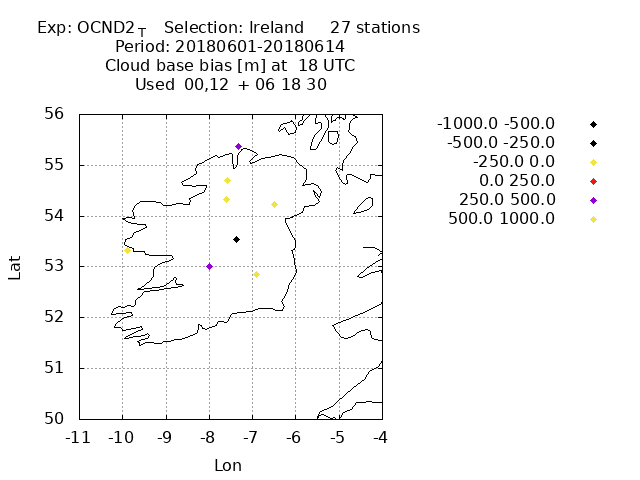 Exp: OCND2_T   Selection: Ireland     27 stations
Period: 20180601-20180614
Cloud base bias [m] at  18 UTC
Used  00,12  + 06 18 30
-1000.0 -500.0
-500.0 -250.0
-250.0 0.0
0.0 250.0
250.0 500.0
500.0 1000.0
56
55
54
53
52
51
50
Lat
-11 -10 -9 -8 -7 -6 -5 -4
Lon